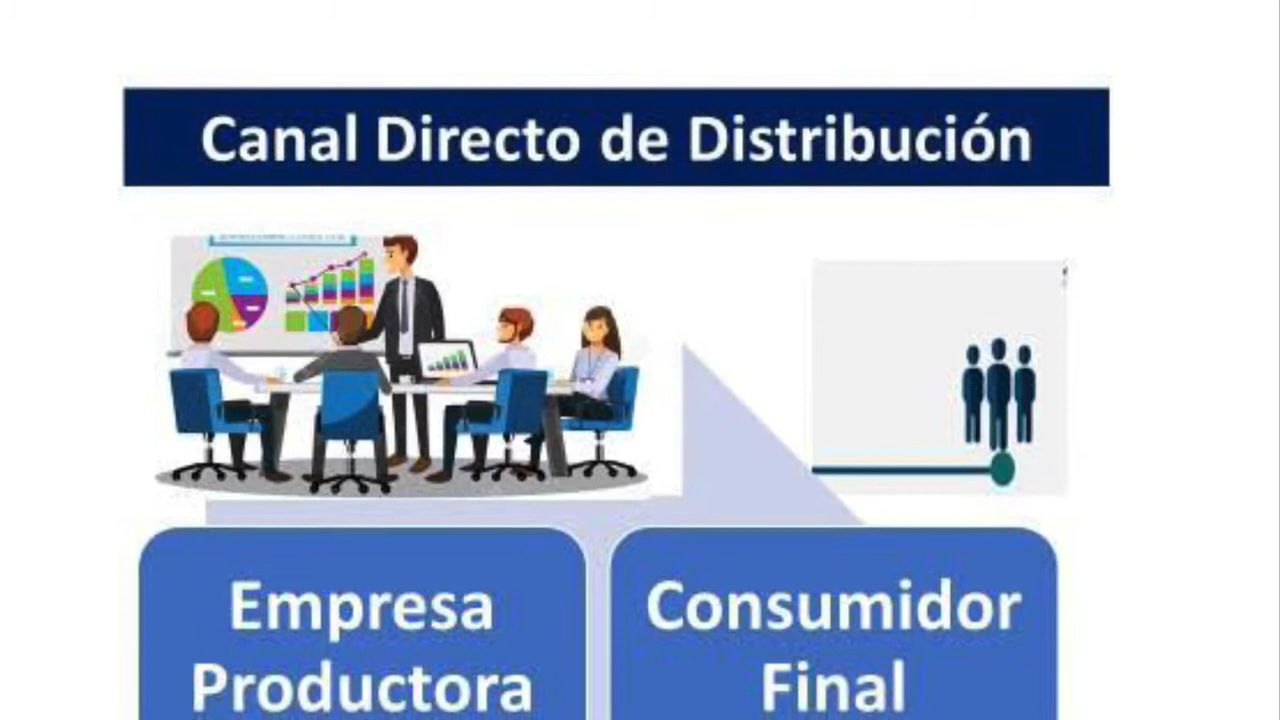 Canal Directo de Distribución
Empresa
Productora
Consumidor
Final